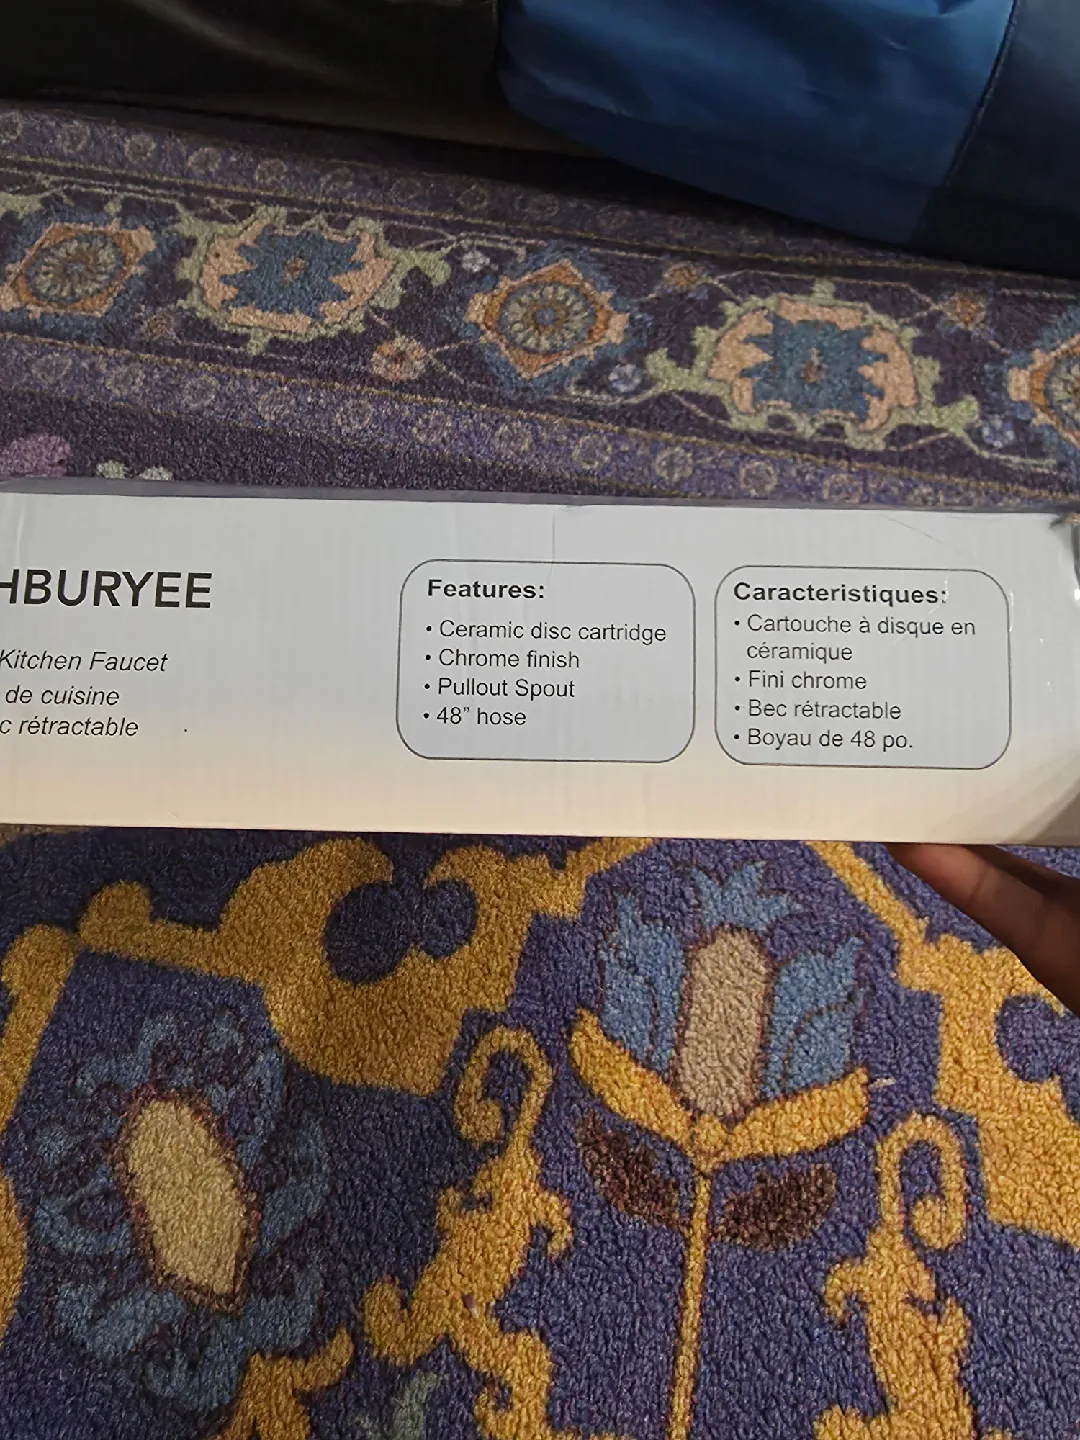 HBURYEE
Kitchen Faucet
de cuisine
rétractable
Features:
• Ceramic disc cartridge
• Chrome finish
• Pullout Spout
• 48” hose
Caracteristiques:
• Cartouche à disque en
céramique
• Fini chrome
• Bec rétractable
• Boyau de 48 po.